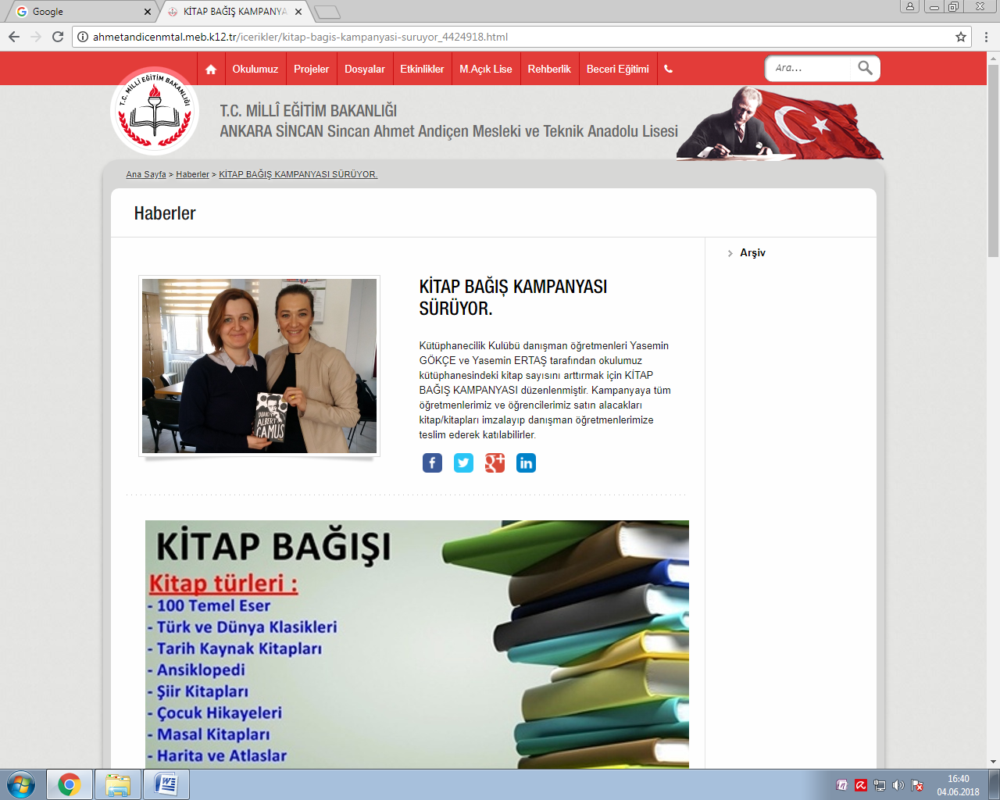 Google
KİTAP BAĞIŞ KAMPANYA
ahmetandicenmtal.meb.k12.tr/icerikler/kitap-bagis-kampanyasi-suruyor_4424918.html
Okulumuz
Projeler
Dosyalar
Etkinlikler
M.Açık Lise
Rehberlik
Beceri Eğitimi
Ara...
T.C. MİLLÎ EĞİTİM BAKANLIĞI
T.C. MİLLÎ EĞİTİM BAKANLIĞI
ANKARA SİNCAN Sincan Ahmet Andiçen Mesleki ve Teknik Anadolu Lisesi
Ana Sayfa > Haberler > KİTAP BAĞIŞ KAMPANYASI SÜRÜYOR.
Haberler
Arşiv
ALBERT
CAMUS
KİTAP BAĞIŞ KAMPANYASI
SÜRÜYOR.
Kütüphanecilik Kulübü danışman öğretmenleri Yasemin
GÖKÇE ve Yasemin ERTAŞ tarafından okulumuz
kütüphanesindeki kitap sayısını arttırmak için KİTAP
BAĞIŞ KAMPANYASI düzenlenmiştir. Kampanyaya tüm
öğretmenlerimiz ve öğrencilerimiz satın alacakları
kitap/kitapları imzalayıp danışman öğretmenlerimize
teslim ederek katılabilirler.
KİTAP BAĞIŞI
Kitap türleri :
- 100 Temel Eser
- Türk ve Dünya Klasikleri
- Tarih Kaynak Kitapları
- Ansiklopedi
- Şiir Kitapları
- Çocuk Hikayeleri
- Masal Kitapları
- Harita ve Atlaslar
16:40
04.06.2018